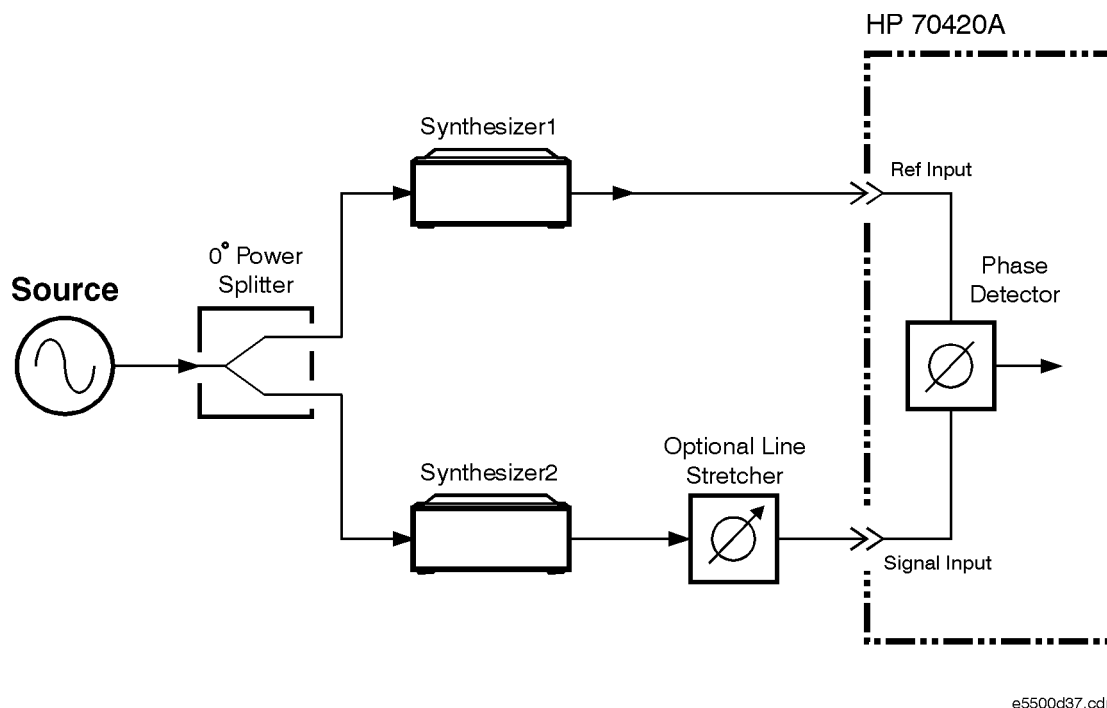 HP 70420A
Synthesizer1
Ref Input
0° Power
Splitter
Source
Phase
Detector
Synthesizer2
Optional Line
Stretcher
Signal Input
e5500d37.cdr